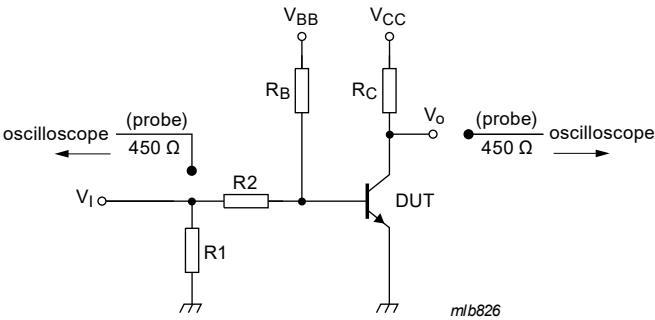 VBB
VCC
RB
RC
Vo
(probe)
oscilloscope
450 Ω
(probe)
oscilloscope
450 Ω
R2
VI
DUT
R1
mlb826